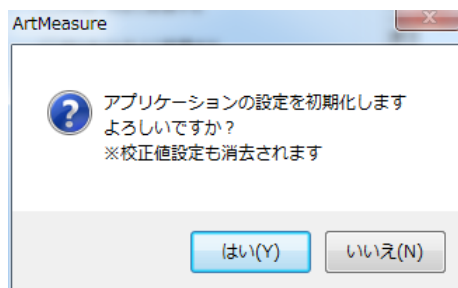 ArtMeasure
アプリケーションの設定を初期化します
よろしいですか？
※校正値設定も消去されます
はい(Y)
いいえ(N)